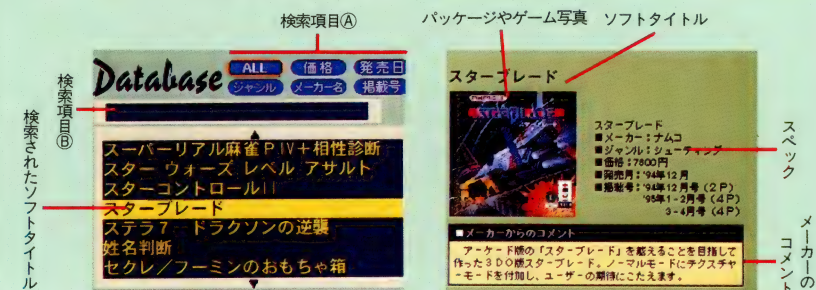 検索項目Ⓐ
パッケージやゲーム写真
ソフトタイトル
検索項目Ⓑ
検索されたソフトタイトル
Database
ALL
価格
発売日
ジャンル
メーカー名
掲載号
スーパーリアル麻雀PⅣ+相性診断
スター ウォーズ レベル アサルト
スターコントロールII
スターブレード
ステラ7 ドラクソンの逆襲
姓名判断
セクレ/フーミンのおもちゃ箱
スターブレード
スターブレード
■メーカー:ナムコ
■ジャンル:シューティング
■価格:7800円
■発売月:'94年12月
■掲載号:'94年12月号(2P)
'95年1・2月号(4P)
3・4月号(4P)
スペック
■メーカーからのコメント
アーケード版の「スターブレード」を越えることを目指して
作った3DO版スターブレード。ノーマルモードにテクスチャ
ーモードを付加し、ユーザーの期待にこたえます。
メーカーの
コメント